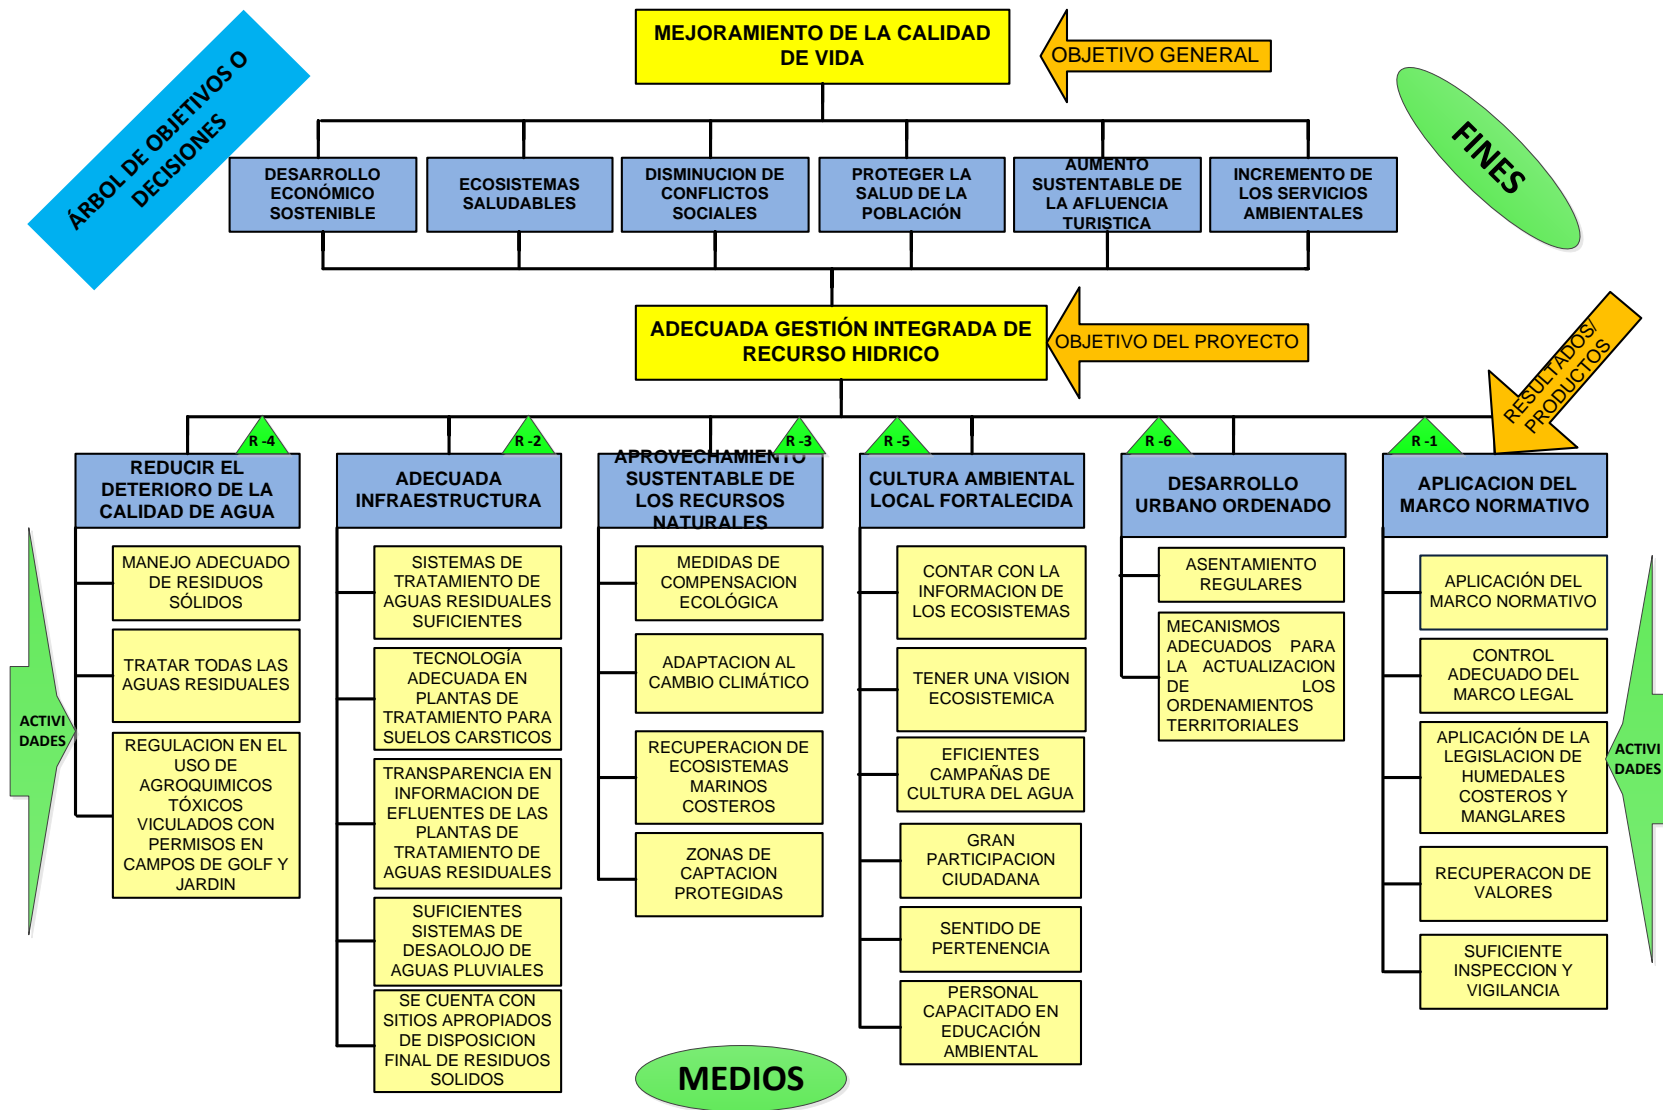 MEJORAMIENTO DE LA CALIDAD
DE VIDA
OBJETIVO GENERAL
ÁRBOL DE OBJETIVOS O
DECISIONES
FINES
DESARROLLO
ECONÓMICO
SOSTENIBLE
ECOSISTEMAS
SALUDABLES
DISMINUCION DE
CONFLICTOS
SOCIALES
PROTEGER LA
SALUD DE LA
POBLACIÓN
AUMENTO
SUSTENTABLE DE
LA AFLUENCIA
TURISTICA
INCREMENTO DE
LOS SERVICIOS
AMBIENTALES
ADECUADA GESTIÓN INTEGRADA DE
RECURSO HIDRICO
OBJETIVO DEL PROYECTO
RESULTADOS/
PRODUCTOS
R -4
R -2
R -3
R -5
R -6
R -1
REDUCIR EL
DETERIORO DE LA
CALIDAD DE AGUA
ADECUADA
INFRAESTRUCTURA
APROVECHAMIENTO
SUSTENTABLE DE
LOS RECURSOS
NATURALES
CULTURA AMBIENTAL
LOCAL FORTALECIDA
DESARROLLO
URBANO ORDENADO
APLICACION DEL
MARCO NORMATIVO
ACTIVI
DADES
MANEJO ADECUADO
DE RESIDUOS
SÓLIDOS
TRATAR TODAS LAS
AGUAS RESIDUALES
REGULACION EN EL
USO DE
AGROQUIMICOS
TÓXICOS
VICULADOS CON
PERMISOS EN
CAMPOS DE GOLF Y
JARDIN
SISTEMAS DE
TRATAMIENTO DE
AGUAS RESIDUALES
SUFICIENTES
TECNOLOGÍA
ADECUADA EN
PLANTAS DE
TRATAMIENTO PARA
SUELOS CARSTICOS
TRANSPARENCIA EN
INFORMACION DE
EFLUENTES DE LAS
PLANTAS DE
TRATAMIENTO DE
AGUAS RESIDUALES
SUFICIENTES
SISTEMAS DE
DESAOLOJO DE
AGUAS PLUVIALES
SE CUENTA CON
SITIOS APROPIADOS
DE DISPOSICION
FINAL DE RESIDUOS
SOLIDOS
MEDIDAS DE
COMPENSACION
ECOLÓGICA
ADAPTACION AL
CAMBIO CLIMÁTICO
RECUPERACION DE
ECOSISTEMAS
MARINOS
COSTEROS
ZONAS DE
CAPTACION
PROTEGIDAS
CONTAR CON LA
INFORMACION DE
LOS ECOSISTEMAS
TENER UNA VISION
ECOSISTEMICA
EFICIENTES
CAMPAÑAS DE
CULTURA DEL AGUA
GRAN
PARTICIPACION
CIUDADANA
SENTIDO DE
PERTENENCIA
PERSONAL
CAPACITADO EN
EDUCACIÓN
AMBIENTAL
ASENTAMIENTO
REGULARES
MECANISMOS
ADECUADOS PARA
LA ACTUALIZACION
DE LOS
ORDENAMIENTOS
TERRITORIALES
APLICACIÓN DEL
MARCO NORMATIVO
CONTROL
ADECUADO DEL
MARCO LEGAL
APLICACIÓN DE LA
LEGISLACION DE
HUMEDALES
COSTEROS Y
MANGLARES
RECUPERACON DE
VALORES
SUFICIENTE
INSPECCION Y
VIGILANCIA
ACTIVI
DADES
MEDIOS